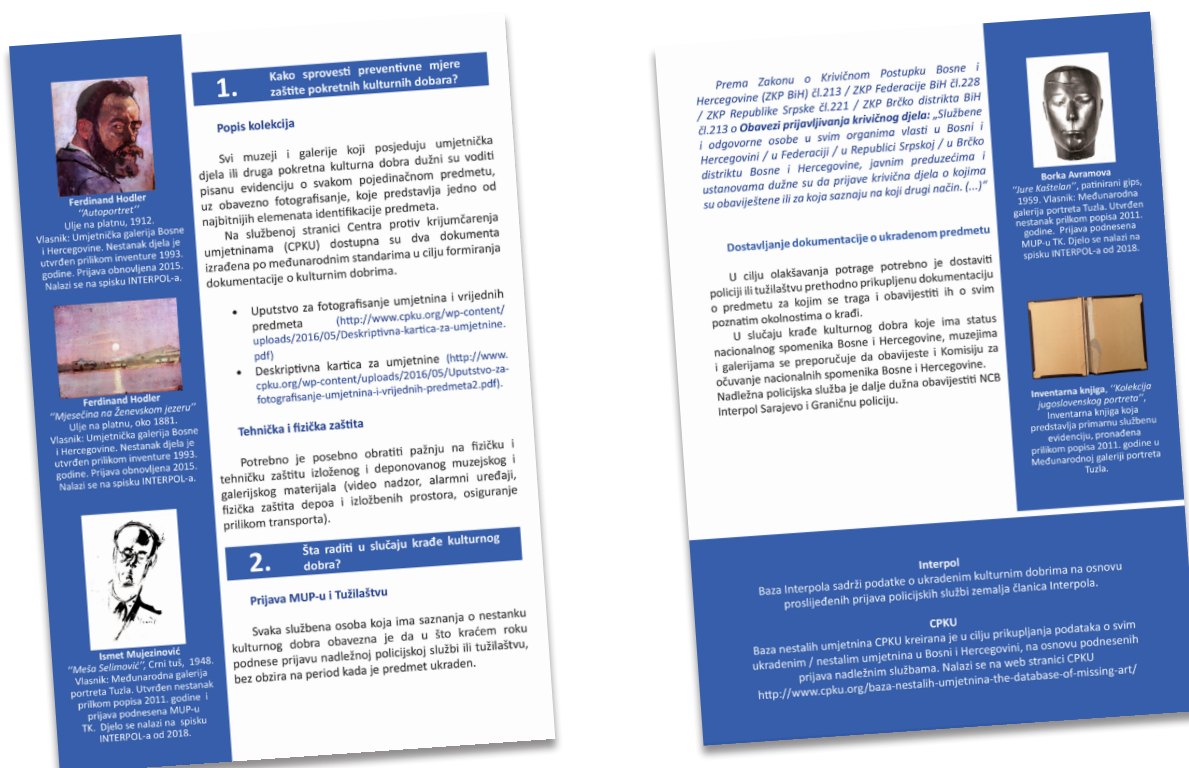 Ferdinand Hodler
‘‘Autoportret’’
Ulje na platnu, 1912.
Vlasnik: Umjetnička galerija Bosne
i Hercegovine. Nestanak djela je
utvrđen prilikom inventure 1993.
godine. Prijava obnovljena 2015.
Nalazi se na spisku INTERPOL-a.
Ferdinand Hodler
‘‘Mjesečina na Ženevskom jezeru’’
Ulje na platnu, oko 1881.
Vlasnik: Umjetnička galerija Bosne
i Hercegovine. Nestanak djela je
utvrđen prilikom inventure 1993.
godine. Prijava obnovljena 2015.
Nalazi se na spisku INTERPOL-a.
Ismet Mujezinović
‘‘Meša Selimović’’, Crni tuš, 1948.
Vlasnik: Međunarodna galerija
portreta Tuzla. Utvrđen nestanak
prilkom popisa 2011. godine i
prijava podnesena MUP-u
TK. Djelo se nalazi na spisku
INTERPOL-a od 2018.
1. Kako sprovesti preventivne mjere
zaštite pokretnih kulturnih dobara?
Popis kolekcija
Svi muzeji i galerije koji posjeduju umjetnička
djela ili druga pokretna kulturna dobra dužni su voditi
pisanu evidenciju o svakom pojedinačnom predmetu,
uz obavezno fotografisanje, koje predstavlja jedno od
najbitnijih elemenata identifikacije predmeta.
Na službenoj stranici Centra protiv krijumčarenja
umjetninama (CPKU) dostupna su dva dokumenta
izrađena po međunarodnim standarima u cilju formiranja
dokumentacije o kulturnim dobrima.
• Uputstvo za fotografisanje umjetnina i vrijednih
predmeta (http://www.cpku.org/wp-content/
uploads/2016/05/Deskriptivna-kartica-za-umjetnine.
pdf)
• Deskriptivna kartica za umjetnine (http://www.
cpku.org/wp-content/uploads/2016/05/Uputstvo-za-
fotografisanje-umjetnina-i-vrijednih-predmeta2.pdf).
Tehnička i fizička zaštita
Potrebno je posebno obratiti pažnju na fizičku i
tehničku zaštitu izloženog i deponovanog muzejskog i
galerijskog materijala (video nadzor, alarmni uređaji,
fizička zaštita depoa i izložbenih prostora, osiguranje
prilikom transporta).
2. Šta raditi u slučaju krađe kulturnog
dobra?
Prijava MUP-u i Tužilaštvu
Svaka službena osoba koja ima saznanja o nestanku
kulturnog dobra obavezna je da u što kraćem roku
podnese prijavu nadležnoj policijskoj službi ili tužilaštvu,
bez obzira na period kada je predmet ukraden.
Prema Zakonu o Krivičnom Postupku Bosne i
Hercegovine (ZKP BiH) čl.213 / ZKP Federacije BiH čl.228
/ ZKP Republike Srpske čl.221 / ZKP Brčko distrikta BiH
čl.213 o Obavezi prijavljivanja krivičnog djela: „Službene
i odgovorne osobe u svim organima vlasti u Bosni i
Hercegovini / u Federaciji / u Republici Srpskoj / u Brčko
distriktu Bosne i Hercegovine, javnim preduzećima i
ustanovama dužne su da prijave krivična djela o kojima
su obaviještene ili za koja saznaju na koji drugi način. (...)”
Dostavljanje dokumentacije o ukradenom predmetu
U cilju olakšavanja potrage potrebno je dostaviti
policiji ili tužilaštvu prethodno prikupljenu dokumentaciju
o predmetu za kojim se traga i obavijestiti ih o svim
poznatim okolnostima o krađi.
U slučaju krađe kulturnog dobra koje ima status
nacionalnog spomenika Bosne i Hercegovine, muzejima
i galerijama se preporučuje da obavijeste i Komisiju za
očuvanje nacionalnih spomenika Bosne i Hercegovine.
Nadležna policijska služba je dalje dužna obavijestiti NCB
Interpol Sarajevo i Graničnu policiju.
Borka Avramova
‘‘Jure Kaštelan’’, patinirani gips,
1959. Vlasnik: Međunarodna
galerija portreta Tuzla. Utvrđen
nestanak prilkom popisa 2011.
godine. Prijava podnesena
MUP-u TK. Djelo se nalazi na
spisku INTERPOL-a od 2018.
Inventarna knjiga, ‘‘Kolekcija
jugoslovenskog portreta’’,
Inventarna knjiga koja
predstavlja primarnu službenu
evidenciju, pronađena
prilikom popisa 2011. godine u
Međunarodnoj galeriji portreta
Tuzla.
Interpol
Baza Interpola sadrži podatke o ukradenim kulturnim dobrima na osnovu
proslijeđenih prijava policijskih službi zemalja članica Interpola.
CPKU
Baza nestalih umjetnina CPKU kreirana je u cilju prikupljanja podataka o svim
ukradenim / nestalim umjetnina u Bosni i Hercegovini, na osnovu podnesenih
prijava nadležnim službama. Nalazi se na web stranici CPKU
http://www.cpku.org/baza-nestalih-umjetnina-the-database-of-missing-art/